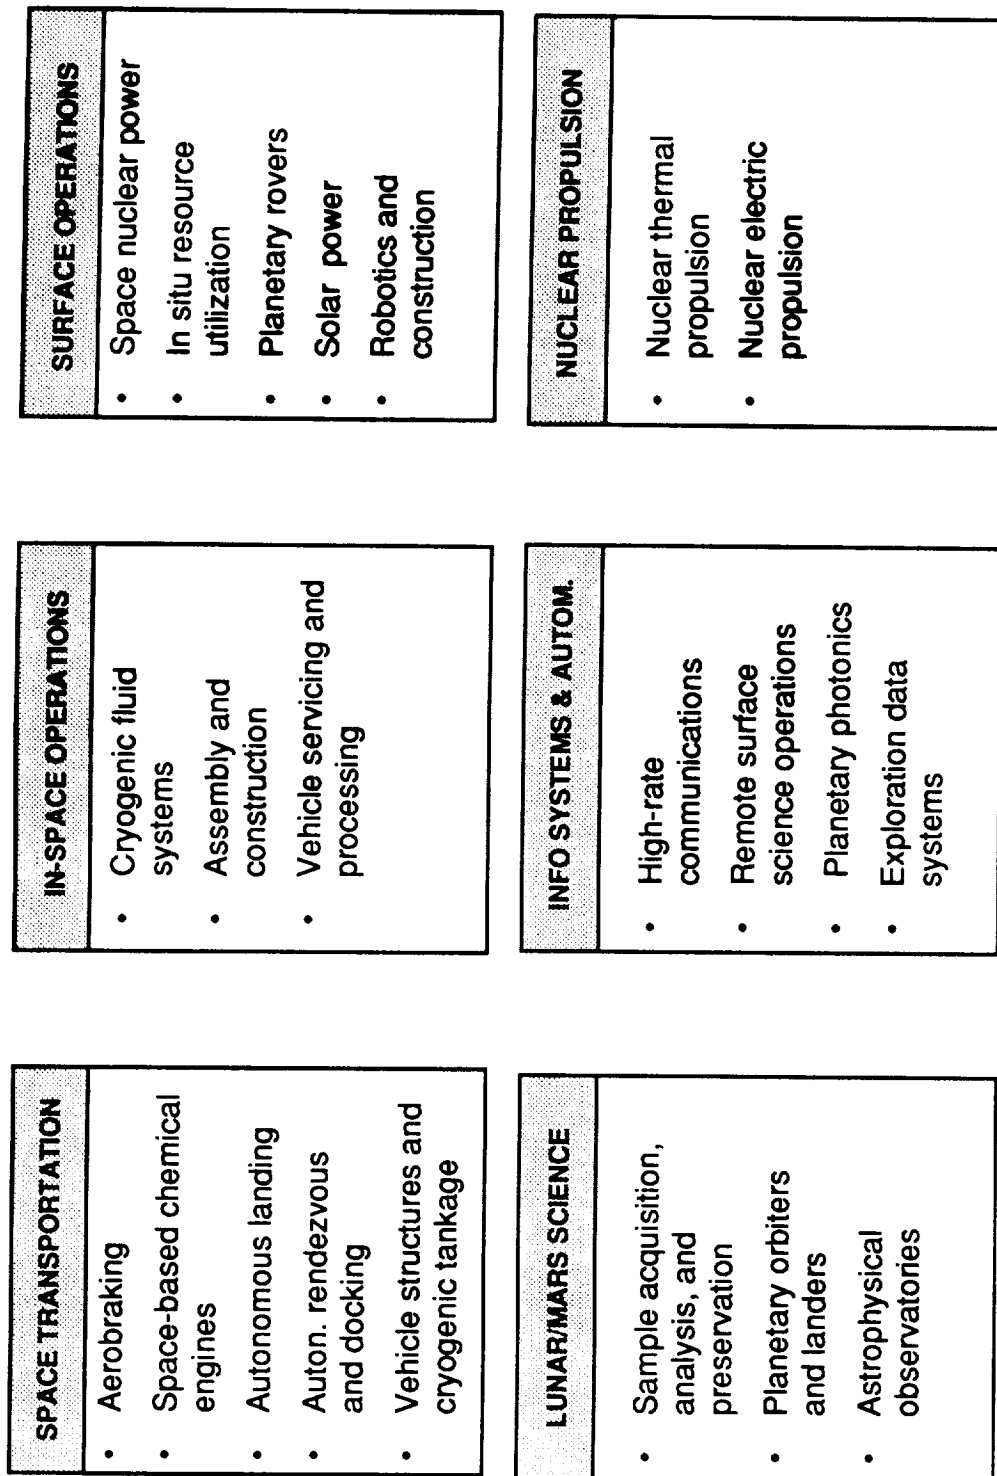 SPACE TRANSPORTATION
• Aerobraking
• Space-based chemical
engines
• Autonomous landing
• Auton. rendezvous
and docking
• Vehicle structures and
cryogenic tankage
IN-SPACE OPERATIONS
• Cryogenic fluid
systems
• Assembly and
construction
• Vehicle servicing and
processing
SURFACE OPERATIONS
• Space nuclear power
• In situ resource
utilization
• Planetary rovers
• Solar power
• Robotics and
construction
LUNAR/MARS SCIENCE
• Sample acquisition,
analysis, and
preservation
• Planetary orbiters
and landers
• Astrophysical
observatories
INFO SYSTEMS & AUTOM.
• High-rate
communications
• Remote surface
science operations
• Planetary photonics
• Exploration data
systems
NUCLEAR PROPULSION
• Nuclear thermal
propulsion
• Nuclear electric
propulsion